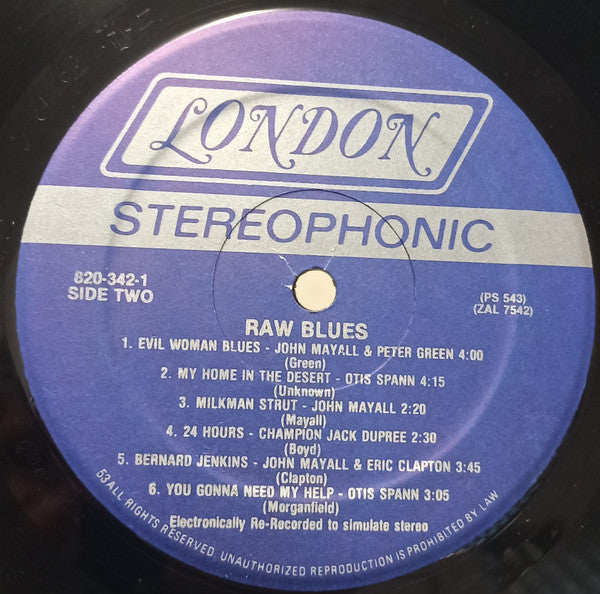 LONDON
STEREOPHONIC
820-342-1
SIDE TWO
(PS 543)
(ZAL 7542)
RAW BLUES
1. EVIL WOMAN BLUES - JOHN MAYALL & PETER GREEN 4:00
(Green)
2. MY HOME IN THE DESERT - OTIS SPANN 4:15
(Unknown)
3. MILKMAN STRUT - JOHN MAYALL 2:20
(Mayall)
4. 24 HOURS - CHAMPION JACK DUPREE 2:30
(Boyd)
5. BERNARD JENKINS - JOHN MAYALL & ERIC CLAPTON 3:45
(Clapton)
6. YOU GONNA NEED MY HELP - OTIS SPANN 3:05
(Morganfield)
Electronically Re-Recorded to simulate stereo
53 ALL RIGHTS RESERVED. UNAUTHORIZED REPRODUCTION IS PROHIBITED BY LAW